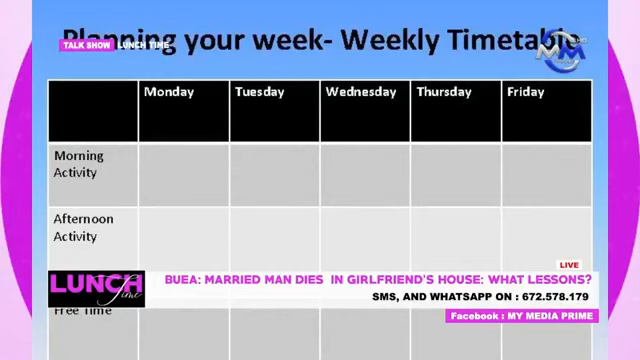 Planning your week- Weekly Timetable
TALK SHOW LUNCH TIME
MM
Monday Tuesday Wednesday Thursday Friday
Morning
Activity
Afternoon
Activity
LIVE
LUNCH
Time
BUEA: MARRIED MAN DIES IN GIRLFRIEND'S HOUSE: WHAT LESSONS?
SMS, AND WHATSAPP ON : 672.578.179
Free Time
Facebook : MY MEDIA PRIME